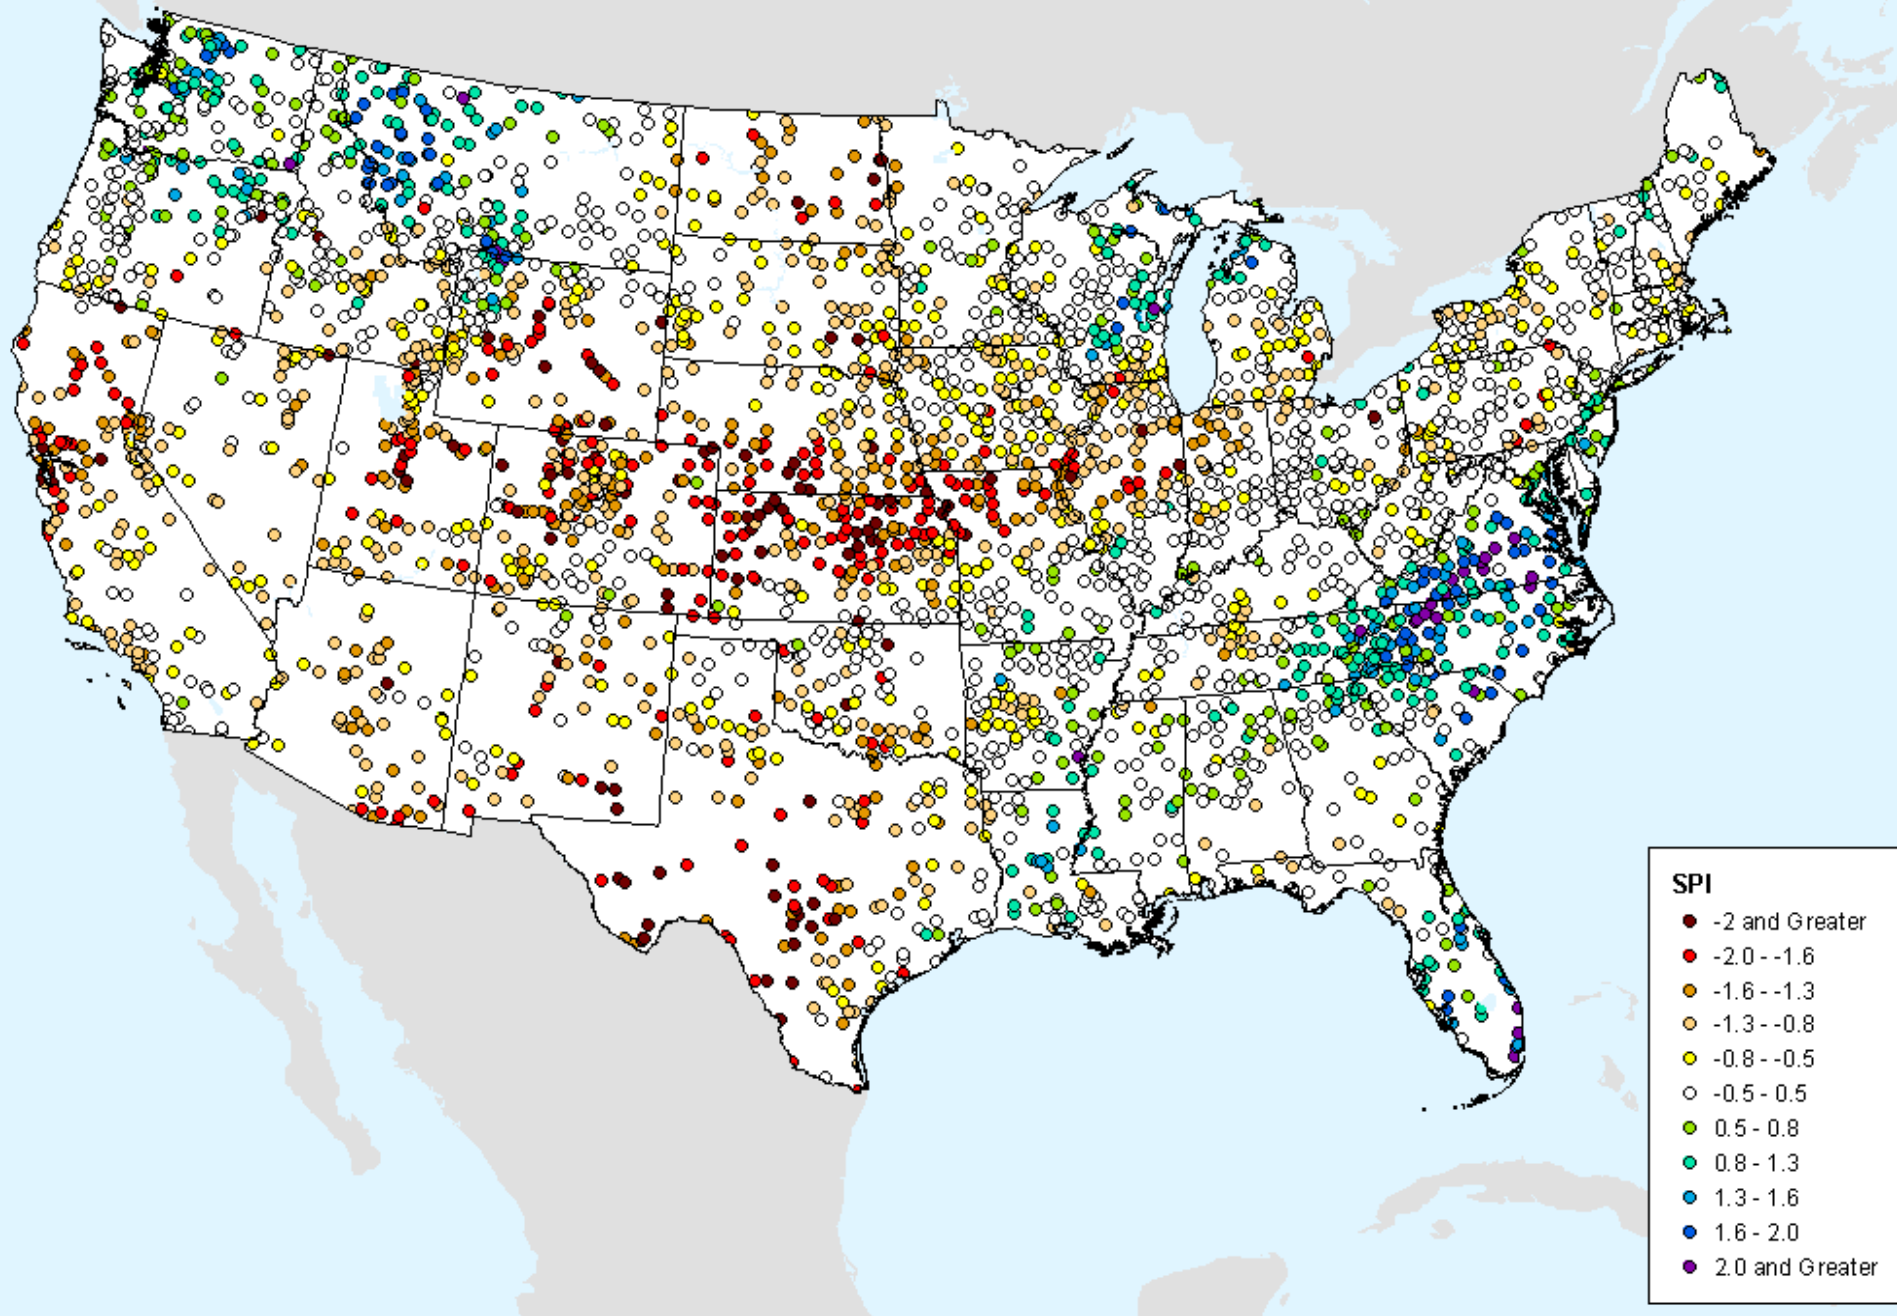 SPI
-2 and Greater
-2.0 - -1.6
-1.6 - -1.3
-1.3 - -0.8
-0.8 - -0.5
-0.5 - 0.5
0.5 - 0.8
0.8 - 1.3
1.3 - 1.6
1.6 - 2.0
2.0 and Greater